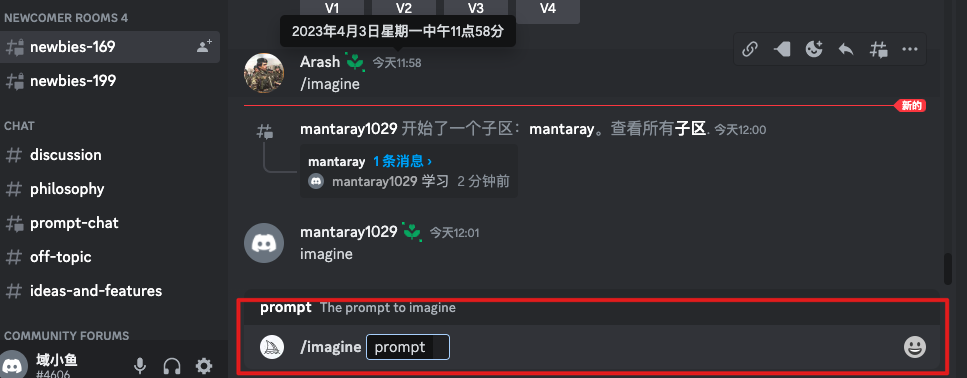 NEWCOMER ROOMS 4
newbies-169
newbies-199
CHAT
discussion
philosophy
prompt-chat
off-topic
ideas-and-features
COMMUNITY FORUMS
域小鱼
#4606
V1 V2 V3 V4
2023年4月3日星期一中午11点58分
Arash 今天11:58
/imagine
新的
mantaray1029 开始了一个子区：mantaray。查看所有子区. 今天12:00
mantaray 1 条消息 ›
mantaray1029 学习 2 分钟前
mantaray1029 今天12:01
imagine
prompt The prompt to imagine
/imagine prompt